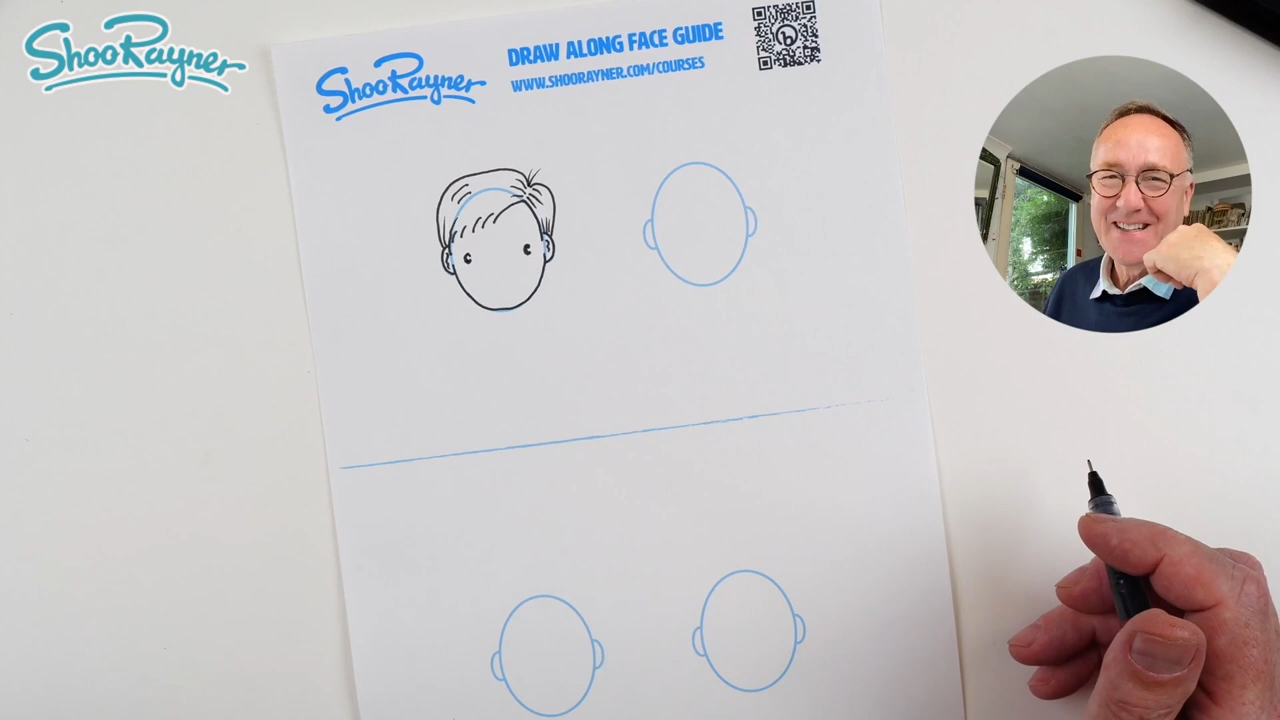 ShooRayner
ShooRayner
DRAW ALONG FACE GUIDE
WWW.SHOORAYNER.COM/COURSES
b